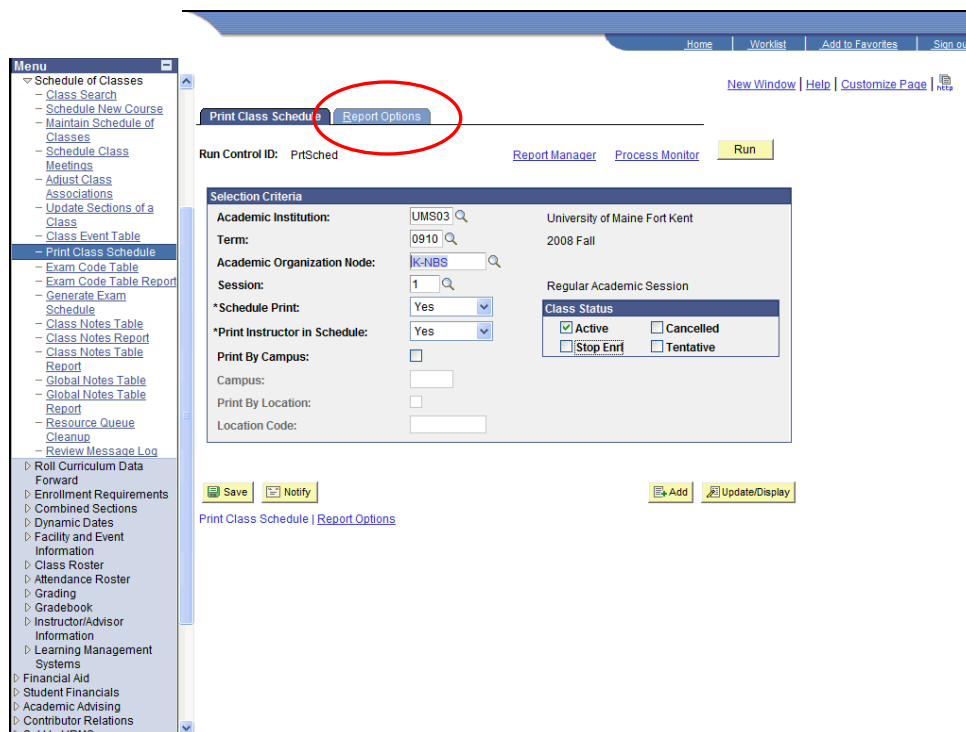 Home Worklist Add to Favorites Sign ou
Menu
Schedule of Classes
Class Search
Schedule New Course
Maintain Schedule of
Classes
Schedule Class
Meetings
Adjust Class
Associations
Update Sections of a
Class
Class Event Table
Print Class Schedule
Exam Code Table
Exam Code Table Report
Generate Exam
Schedule
Class Notes Table
Class Notes Report
Class Notes Table
Report
Global Notes Table
Global Notes Table
Report
Resource Queue
Cleanup
Review Message Log
Roll Curriculum Data
Forward
Enrollment Requirements
Combined Sections
Dynamic Dates
Facility and Event
Information
Class Roster
Attendance Roster
Grading
Gradebook
Instructor/Advisor
Information
Learning Management
Systems
Financial Aid
Student Financials
Academic Advising
Contributor Relations
New Window | Help | Customize Page | http
Print Class Schedule Report Options
Run Control ID: PrtSched Report Manager Process Monitor Run
Selection Criteria
Academic Institution: UMS03 University of Maine Fort Kent
Term: 0910 2008 Fall
Academic Organization Node: K-NBS
Session: 1 Regular Academic Session
*Schedule Print: Yes Class Status
*Print Instructor in Schedule: Yes Active Cancelled
Stop Enrl Tentative
Print By Campus:
Campus:
Print By Location:
Location Code:
Save Notify Add Update/Display
Print Class Schedule | Report Options